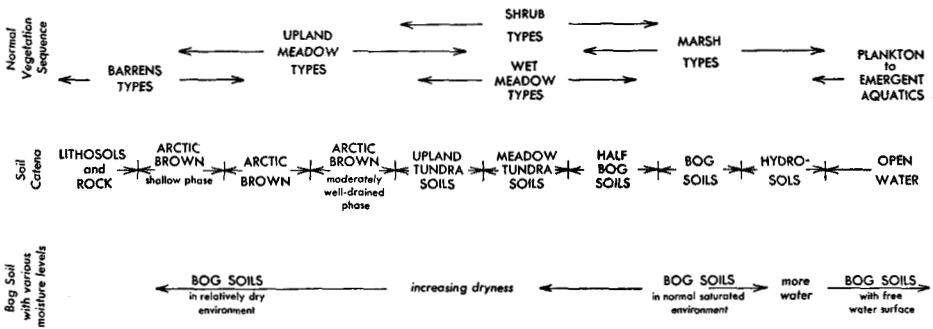 Normal
Vegetation
Sequence
BARRENS
TYPES
UPLAND
MEADOW
TYPES
SHRUB
TYPES
WET
MEADOW
TYPES
MARSH
TYPES
PLANKTON
to
EMERGENT
AQUATICS
Soil
Catena
LITHOSOLS
and
ROCK
ARCTIC
BROWN
shallow phase
ARCTIC
BROWN
ARCTIC
BROWN
moderately
well-drained
phase
UPLAND
TUNDRA
SOILS
MEADOW
TUNDRA
SOILS
HALF
BOG
SOILS
BOG
SOILS
HYDRO-
SOLS
OPEN
WATER
Bog Soil
with various
moisture levels
BOG SOILS
in relatively dry
environment
increasing dryness
BOG SOILS
in normal saturated
environment
more
water
BOG SOILS
with free
water surface